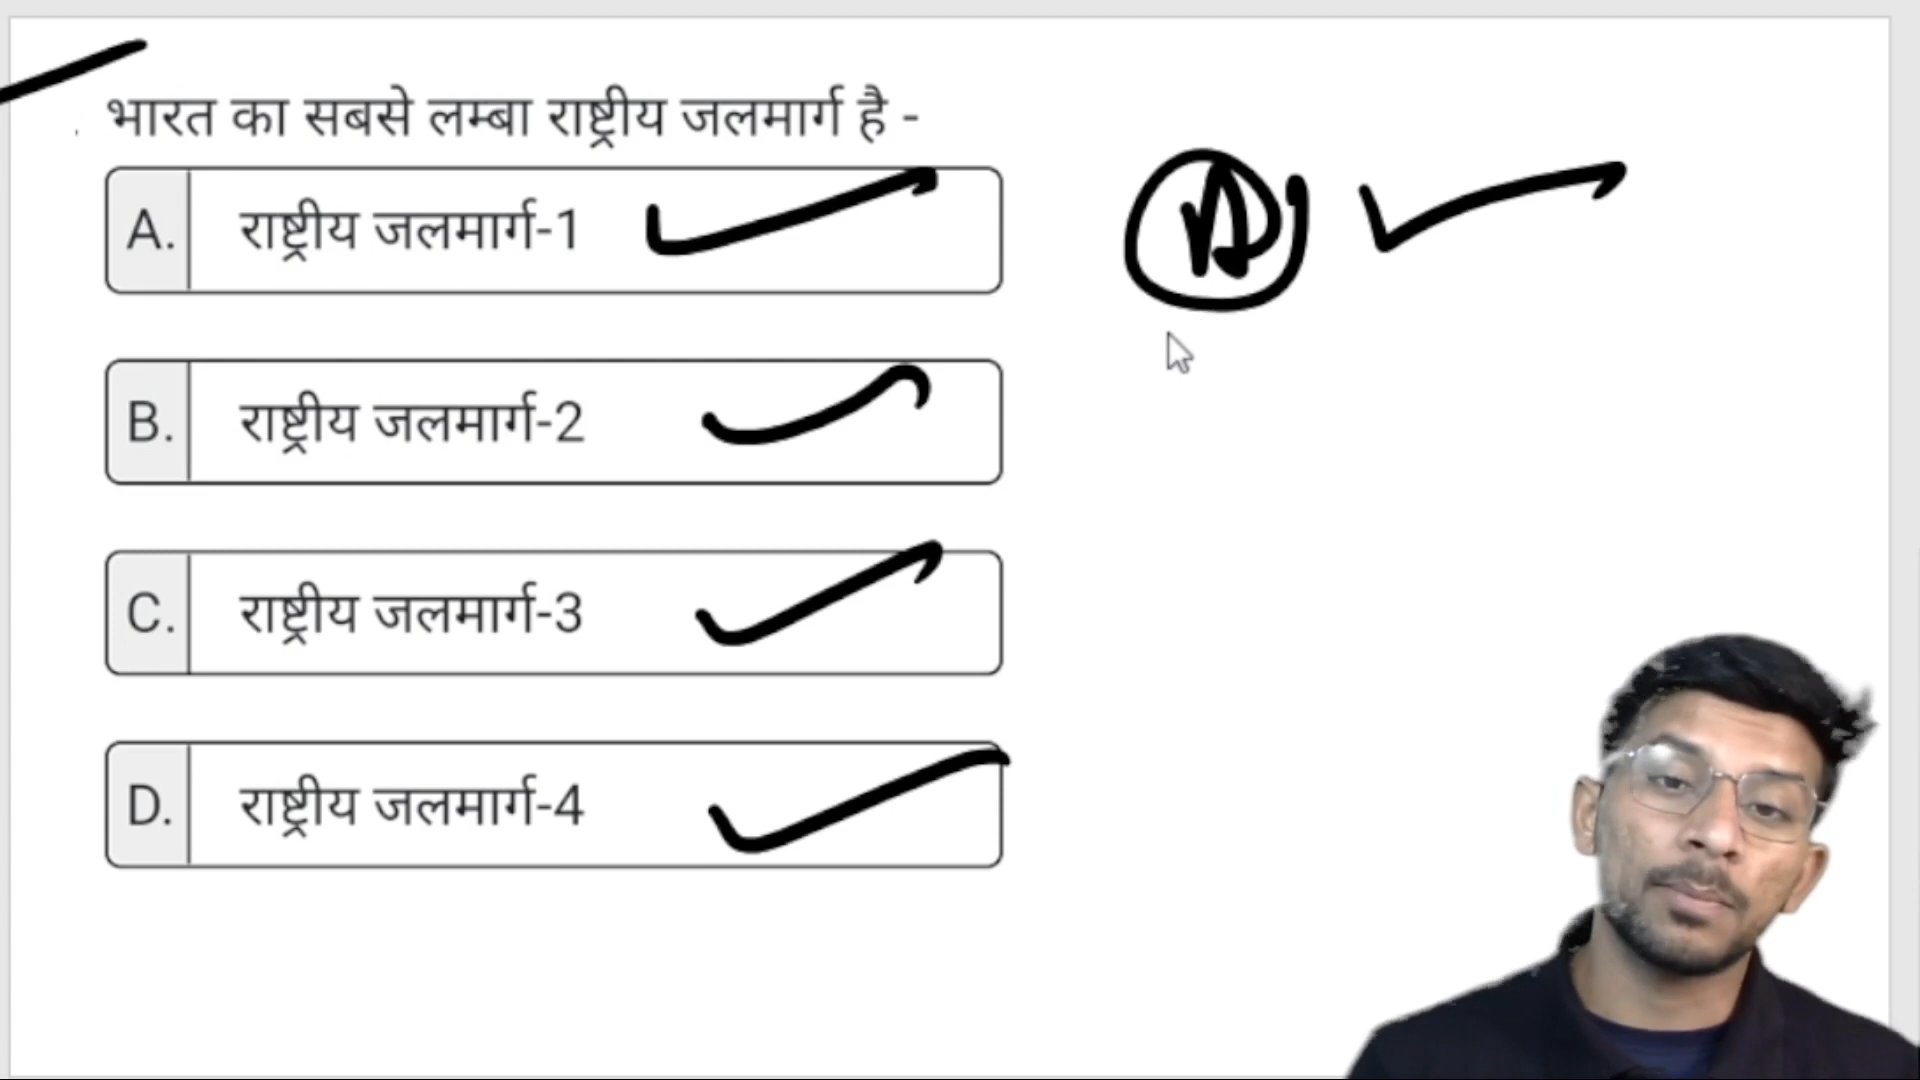 भारत का सबसे लम्बा राष्ट्रीय जलमार्ग है -
A. राष्ट्रीय जलमार्ग-1
B. राष्ट्रीय जलमार्ग-2
C. राष्ट्रीय जलमार्ग-3
D. राष्ट्रीय जलमार्ग-4